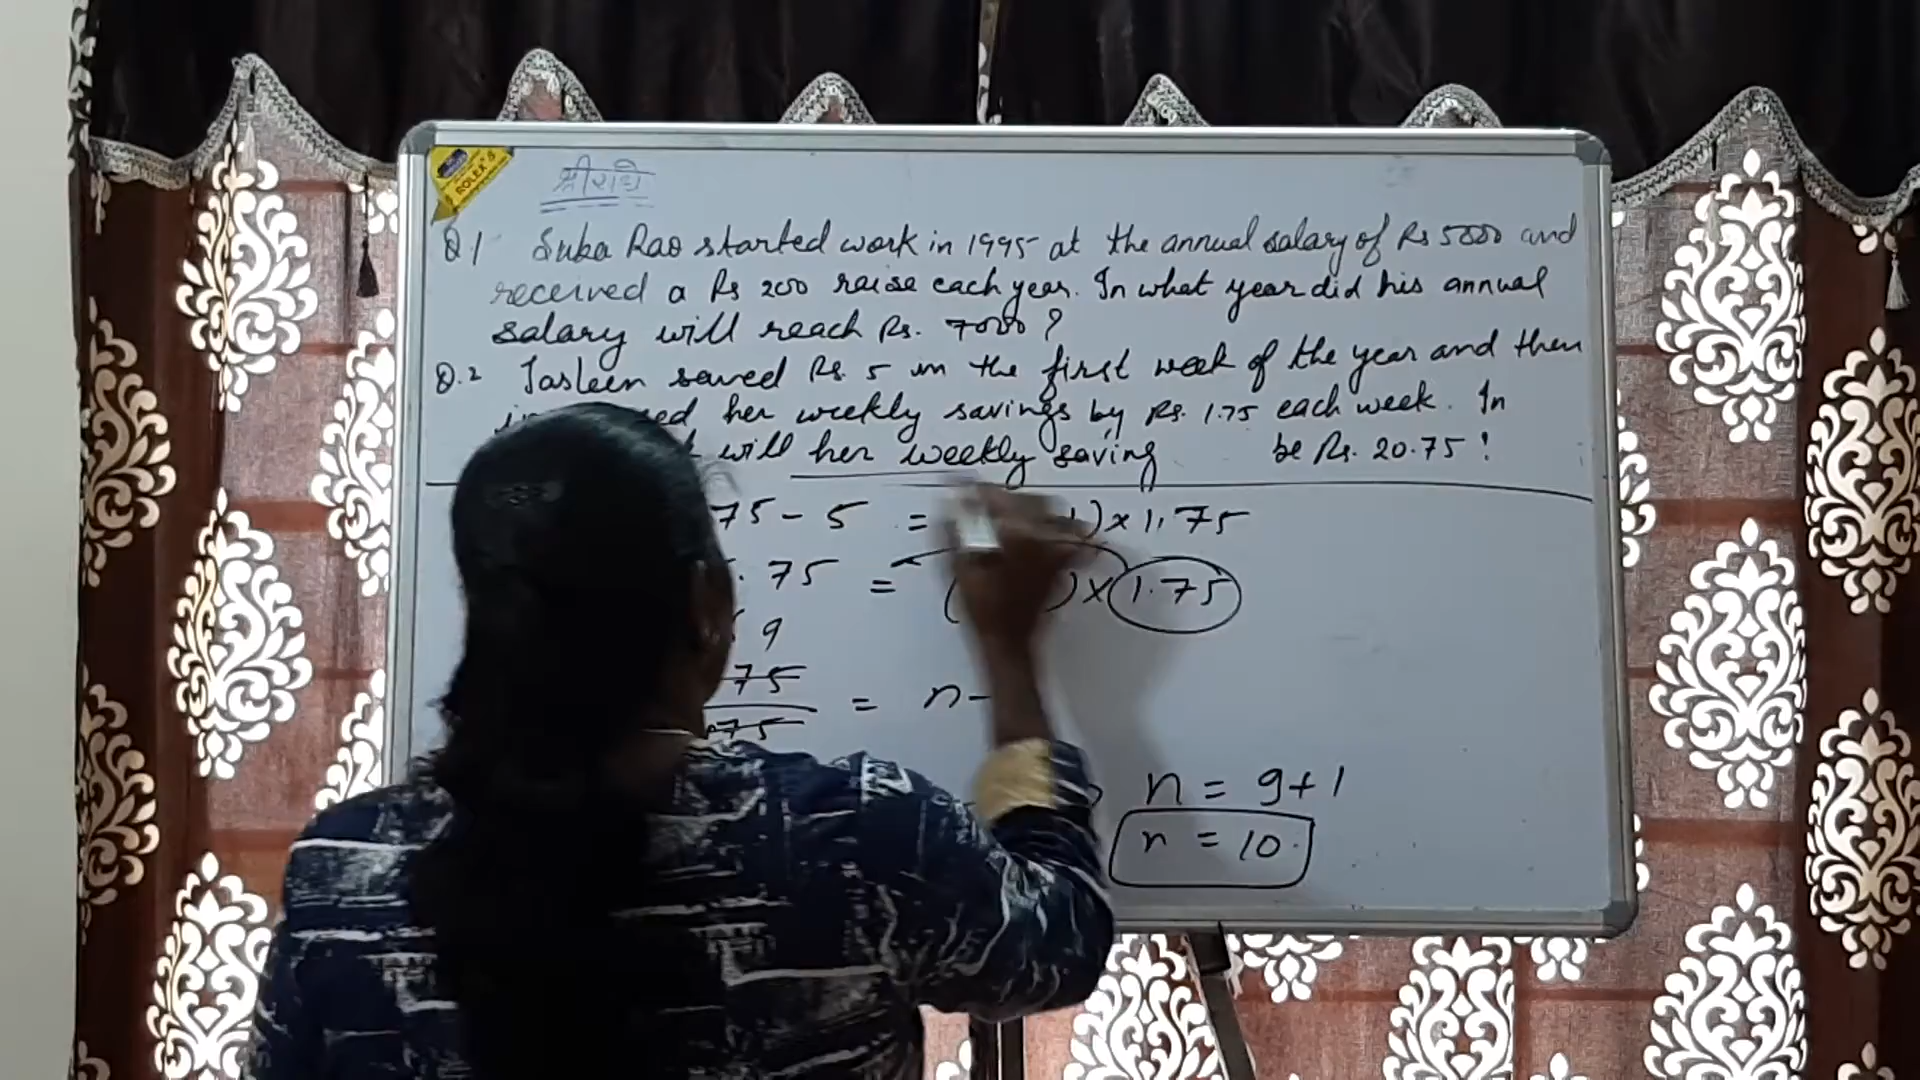 ROLEX'S
श्री राधे
Q1 Suba Rao started work in 1995 at the annual salary of Rs 5000 and
received a Rs 200 raise each year. In what year did his annual
salary will reach Rs. 7000?
Q.2 Jasleen saved Rs. 5 in the first week of the year and then
her weekly savings by Rs. 1.75 each week. In
will her weekly saving be Rs. 20.75 !
75 - 5 = 1) × 1.75
.75 = ( ) × 1.75
9
75
= n -
75
n = 9 + 1
n = 10.